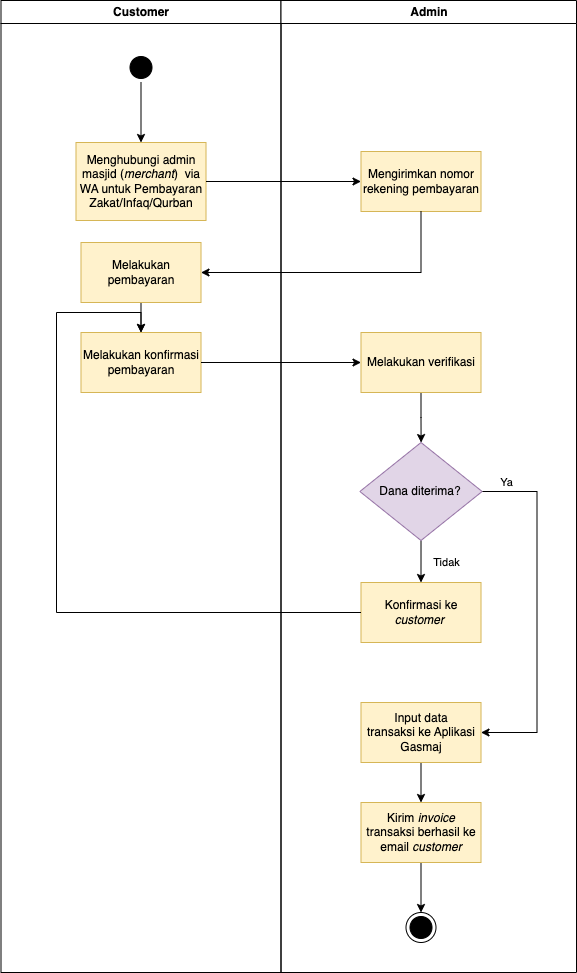 Customer
Admin
Menghubungi admin
masjid (merchant) via
WA untuk Pembayaran
Zakat/Infaq/Qurban
Mengirimkan nomor
rekening pembayaran
Melakukan
pembayaran
Melakukan konfirmasi
pembayaran
Melakukan verifikasi
Dana diterima?
Ya
Tidak
Konfirmasi ke
customer
Input data
transaksi ke Aplikasi
Gasmaj
Kirim invoice
transaksi berhasil ke
email customer